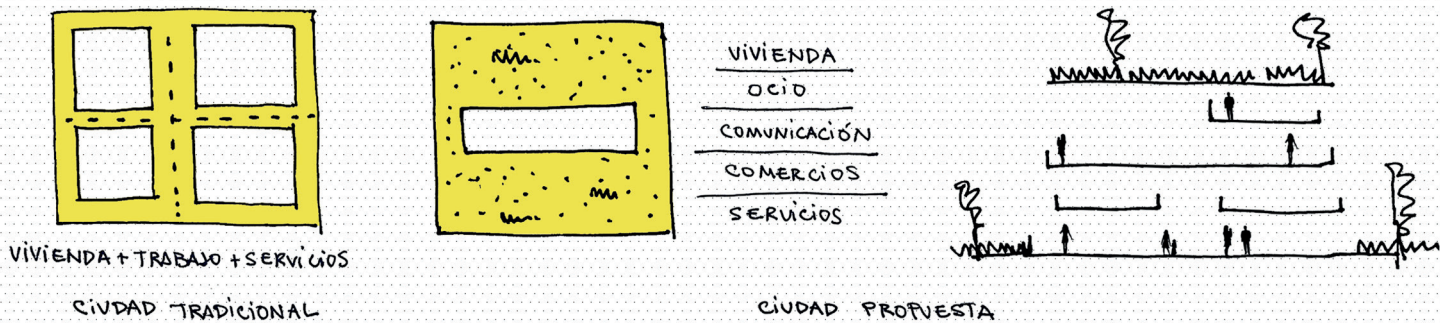 VIVIENDA + TRABAJO + SERVICIOS
CIUDAD TRADICIONAL
VIVIENDA
OCIO
COMUNICACIÓN
COMERCIOS
SERVICIOS
CIUDAD PROPUESTA